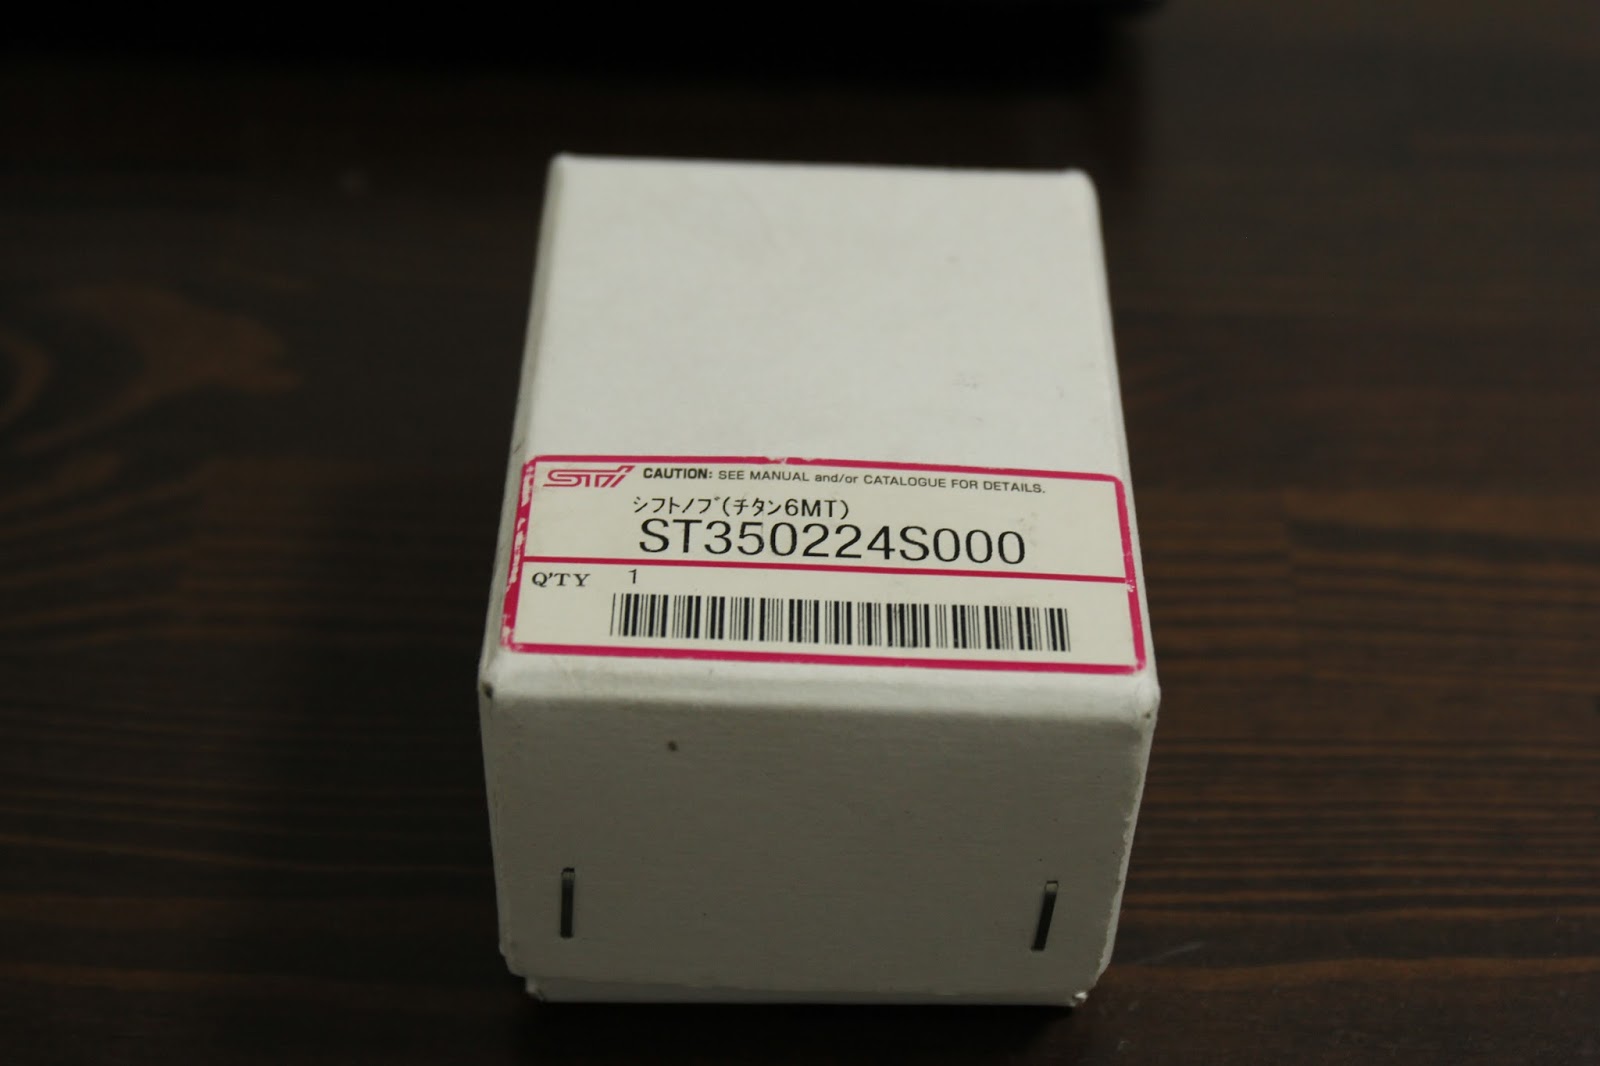 STi CAUTION: SEE MANUAL and/or CATALOGUE FOR DETAILS.
シフトノブ(チタン6MT)
ST350224S000
Q'TY 1